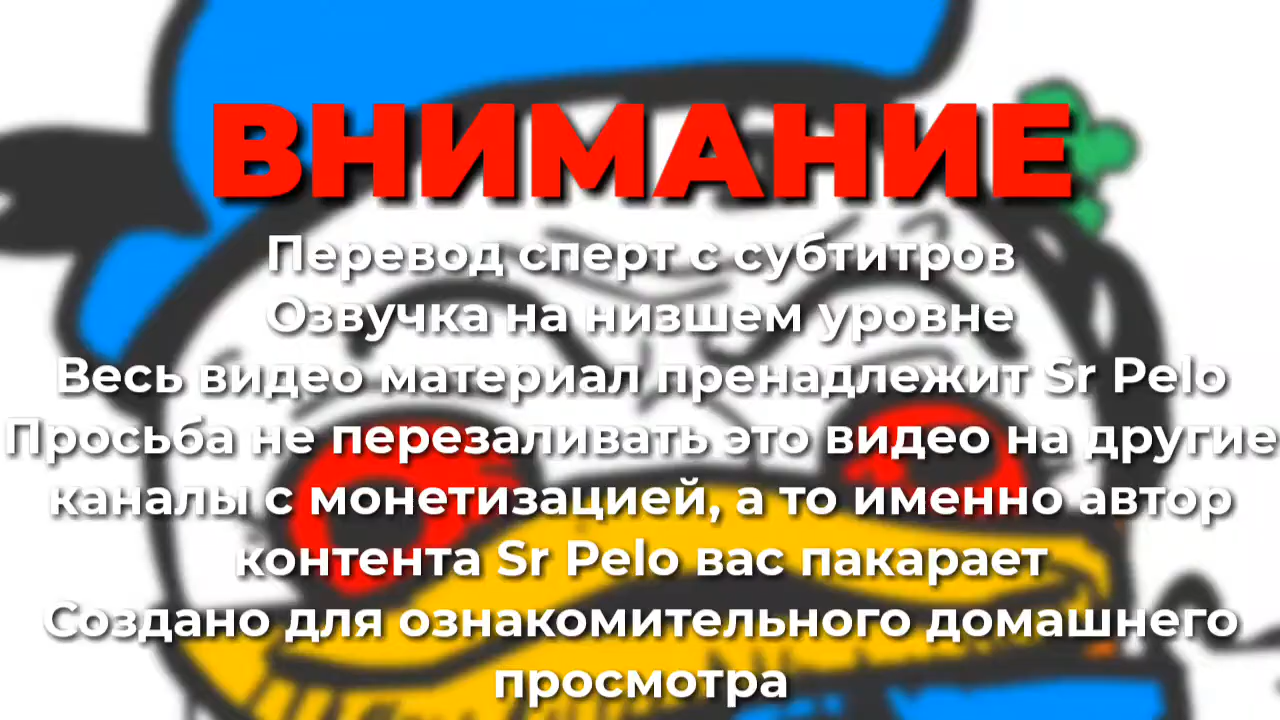 ВНИМАНИЕ
Перевод сперт с субтитров
Озвучка на низшем уровне
Весь видео материал пренадлежит Sr Pelo
Просьба не перезаливать это видео на другие
каналы с монетизацией, а то именно автор
контента Sr Pelo вас пакарает
Создано для ознакомительного домашнего
просмотра